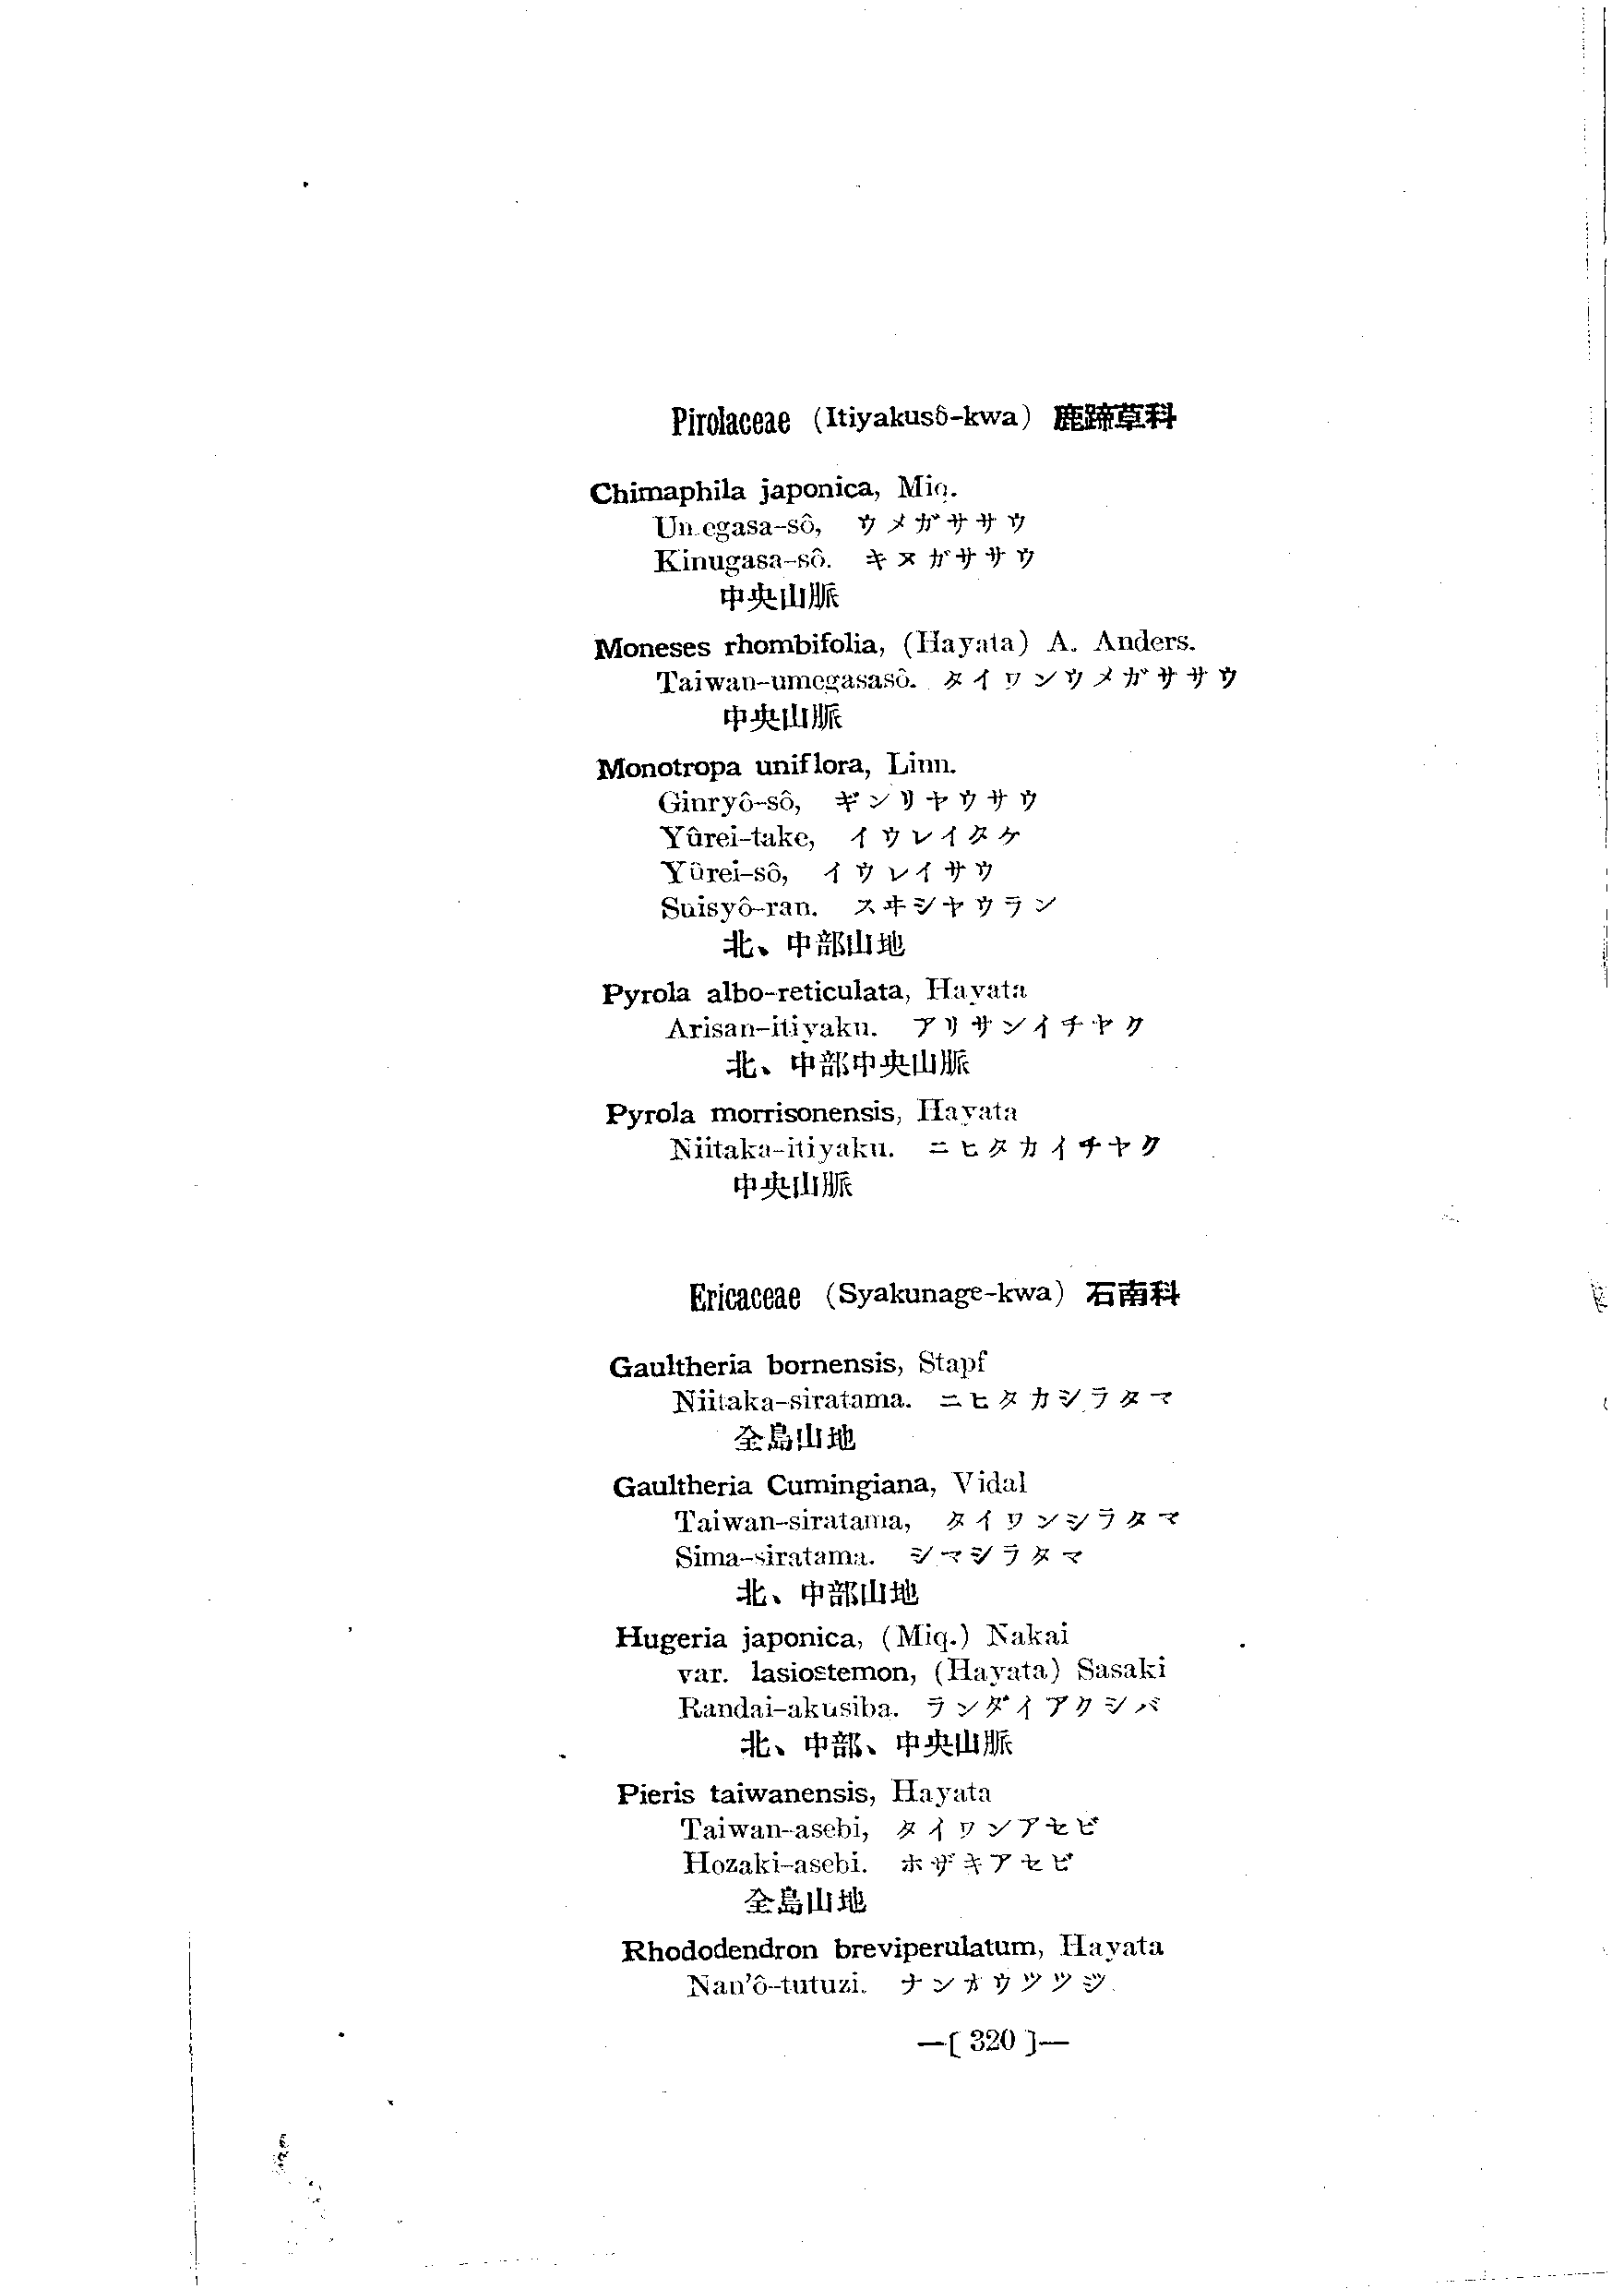 Pirolaceae (Itiyakusô-kwa) 鹿蹄草科
Chimaphila japonica, Miq.
Umegasa-sô, ウメガササウ
Kinugasa-sô. キヌガササウ
中央山脈
Moneses rhombifolia, (Hayata) A. Anders.
Taiwan-umegasasô. タイワンウメガササウ
中央山脈
Monotropa uniflora, Linn.
Ginryô-sô, ギンリヤウサウ
Yûrei-take, イウレイタケ
Yûrei-sô, イウレイサウ
Suisyô-ran. スヰシヤウラン
北、中部山地
Pyrola albo-reticulata, Hayata
Arisan-itiyaku. アリサンイチヤク
北、中部中央山脈
Pyrola morrisonensis, Hayata
Niitaka-itiyaku. ニヒタカイチヤク
中央山脈
Ericaceae (Syakunage-kwa) 石南科
Gaultheria bornensis, Stapf
Niitaka-siratama. ニヒタカシラタマ
全島山地
Gaultheria Cumingiana, Vidal
Taiwan-siratama, タイワンシラタマ
Sima-siratama. シマシラタマ
北、中部山地
Hugeria japonica, (Miq.) Nakai
var. lasiostemon, (Hayata) Sasaki
Randai-akusiba. ランダイアクシバ
北、中部、中央山脈
Pieris taiwanensis, Hayata
Taiwan-asebi, タイワンアセビ
Hozaki-asebi. ホザキアセビ
全島山地
Rhododendron breviperulatum, Hayata
Nan'ô-tutuzi. ナンオウツツジ
—[ 320 ]—